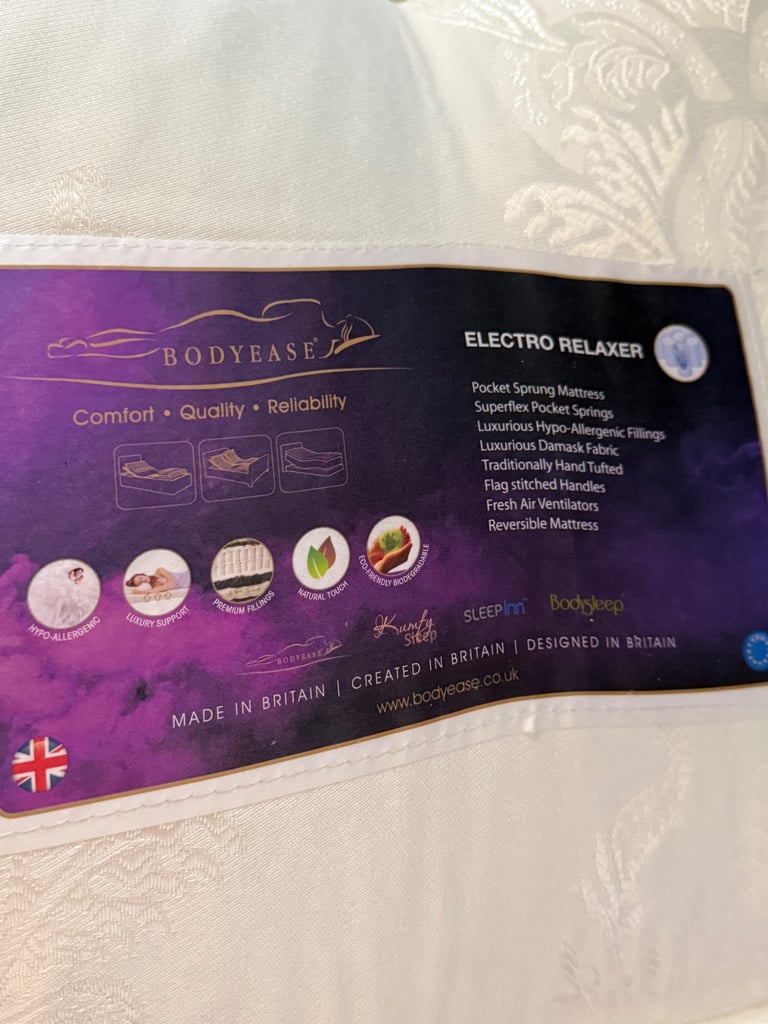 BODYEASE®
Comfort • Quality • Reliability
ELECTRO RELAXER
Pocket Sprung Mattress
Superflex Pocket Springs
Luxurious Hypo-Allergenic Fillings
Luxurious Damask Fabric
Traditionally Hand Tufted
Flag stitched Handles
Fresh Air Ventilators
Reversible Mattress
HYPO-ALLERGENIC
LUXURY SUPPORT
PREMIUM FILLINGS
NATURAL TOUCH
ECO-FRIENDLY BIODEGRADABLE
BODYEASE
Kumfy Sleep
SLEEPInn
Bodysleep
MADE IN BRITAIN | CREATED IN BRITAIN | DESIGNED IN BRITAIN
www.bodyease.co.uk